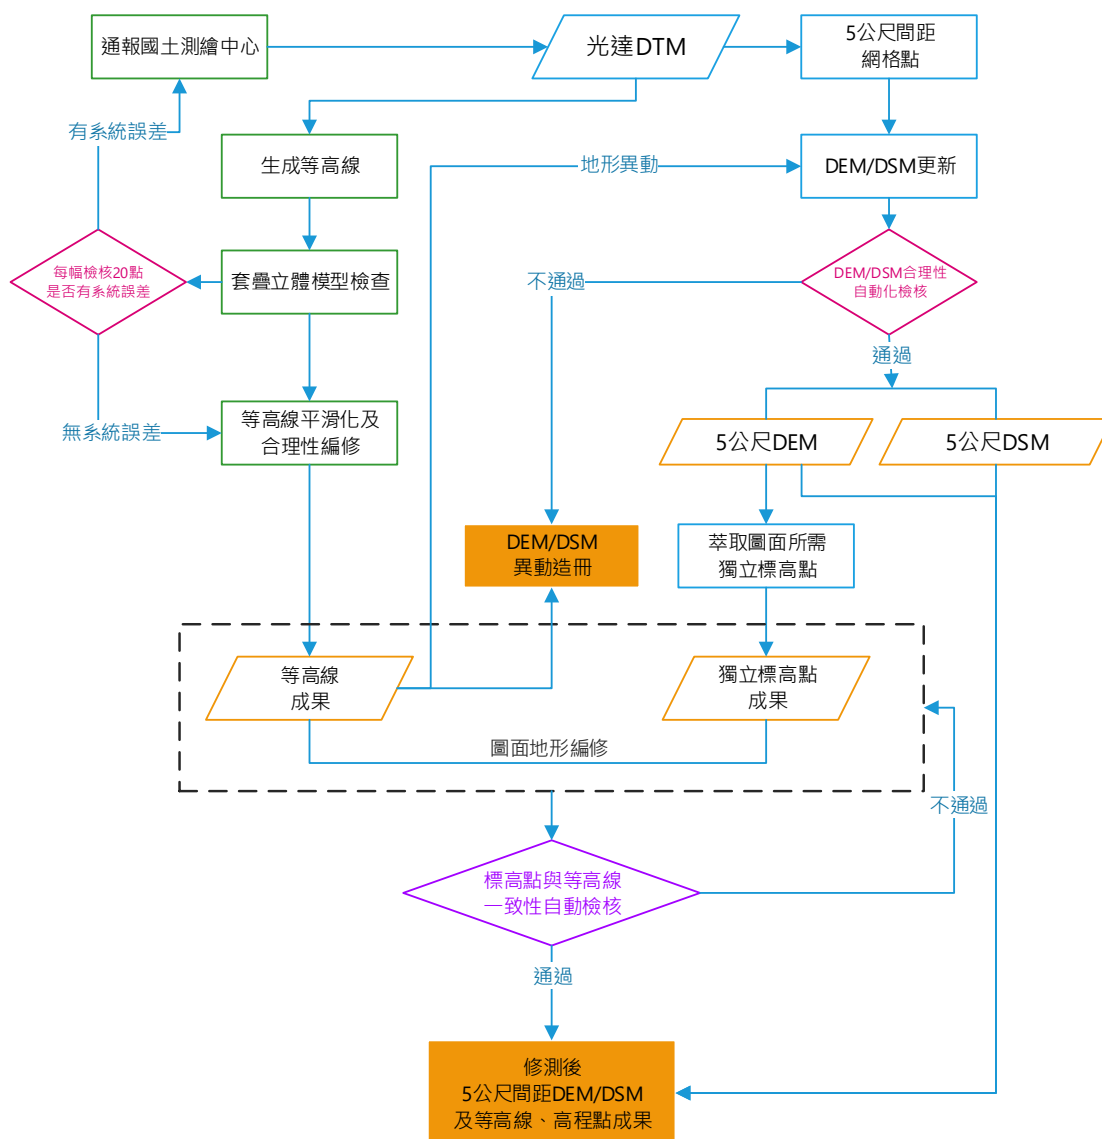 通報國土測繪中心
光達DTM
5公尺間距
網格點
有系統誤差
生成等高線
地形異動
DEM/DSM更新
每幅檢核20點
是否有系統誤差
套疊立體模型檢查
不通過
DEM/DSM合理性
自動化檢核
通過
無系統誤差
等高線平滑化及
合理性編修
5公尺DEM
5公尺DSM
DEM/DSM
異動造冊
萃取圖面所需
獨立標高點
等高線
成果
獨立標高點
成果
圖面地形編修
不通過
標高點與等高線
一致性自動檢核
通過
修測後
5公尺間距DEM/DSM
及等高線、高程點成果